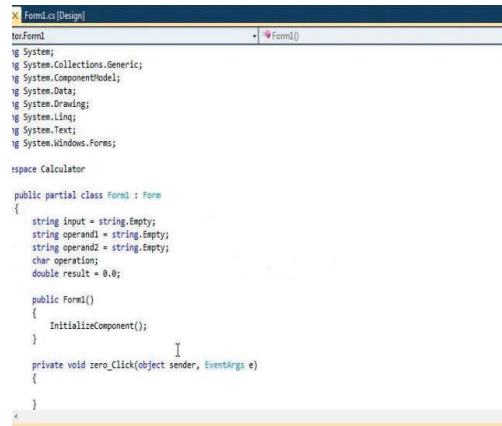 Form1.cs [Design]
tor.Form1
Form1()
ng System;
ng System.Collections.Generic;
ng System.ComponentModel;
ng System.Data;
ng System.Drawing;
ng System.Linq;
ng System.Text;
ng System.Windows.Forms;
espace Calculator
public partial class Form1 : Form
{
string input = string.Empty;
string operand1 = string.Empty;
string operand2 = string.Empty;
char operation;
double result = 0.0;
public Form1()
{
InitializeComponent();
}
private void zero_Click(object sender, EventArgs e)
{
}